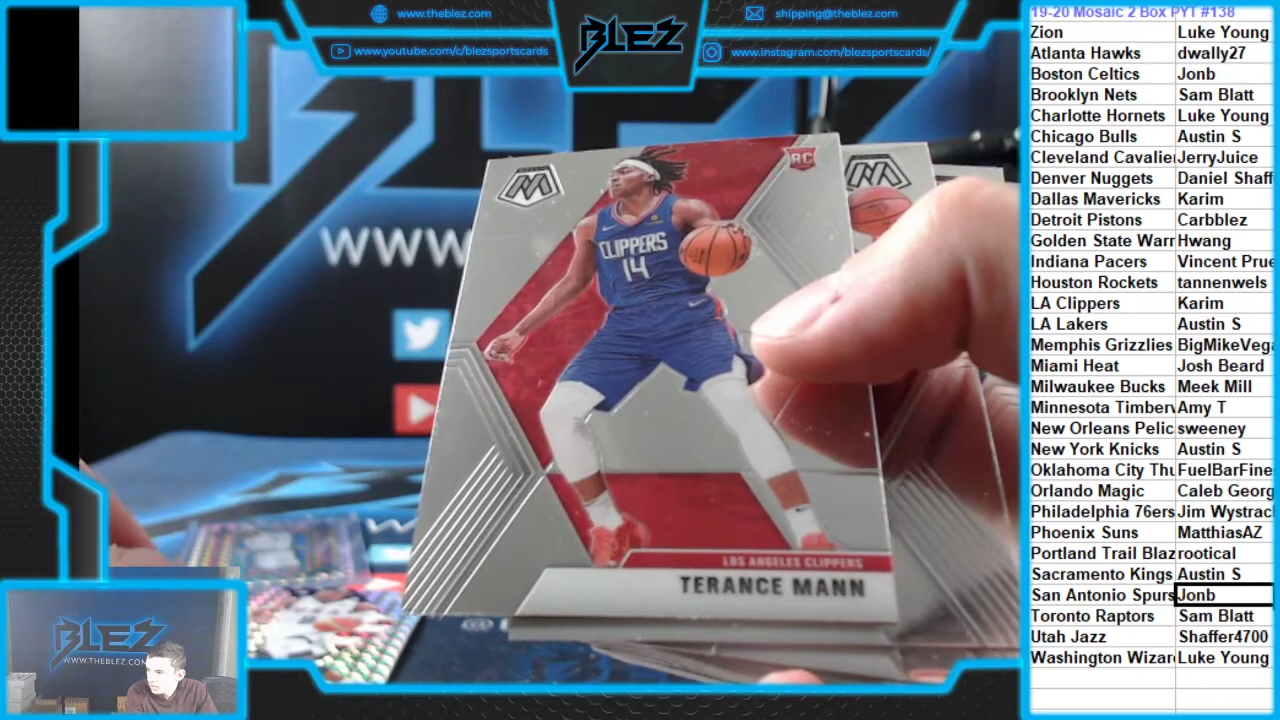 www.theblez.com
www.youtube.com/c/blezsportscards
BLEZ
shipping@theblez.com
www.instagram.com/blezsportscards/
WWW
RC
CLIPPERS
14
LOS ANGELES CLIPPERS
TERANCE MANN
BLEZ
WWW.THEBLEZ.COM
19-20 Mosaic 2 Box PYT #138
Zion Luke Young
Atlanta Hawks dwally27
Boston Celtics Jonb
Brooklyn Nets Sam Blatt
Charlotte Hornets Luke Young
Chicago Bulls Austin S
Cleveland Cavalier JerryJuice
Denver Nuggets Daniel Shaff
Dallas Mavericks Karim
Detroit Pistons Carbblez
Golden State Warr Hwang
Indiana Pacers Vincent Prue
Houston Rockets tannenwels
LA Clippers Karim
LA Lakers Austin S
Memphis Grizzlies BigMikeVega
Miami Heat Josh Beard
Milwaukee Bucks Meek Mill
Minnesota Timberv Amy T
New Orleans Pelic sweeney
New York Knicks Austin S
Oklahoma City Thu FuelBarFine
Orlando Magic Caleb Georg
Philadelphia 76ers Jim Wystrac
Phoenix Suns MatthiasAZ
Portland Trail Blaz rootical
Sacramento Kings Austin S
San Antonio Spurs Jonb
Toronto Raptors Sam Blatt
Utah Jazz Shaffer4700
Washington Wizar Luke Young